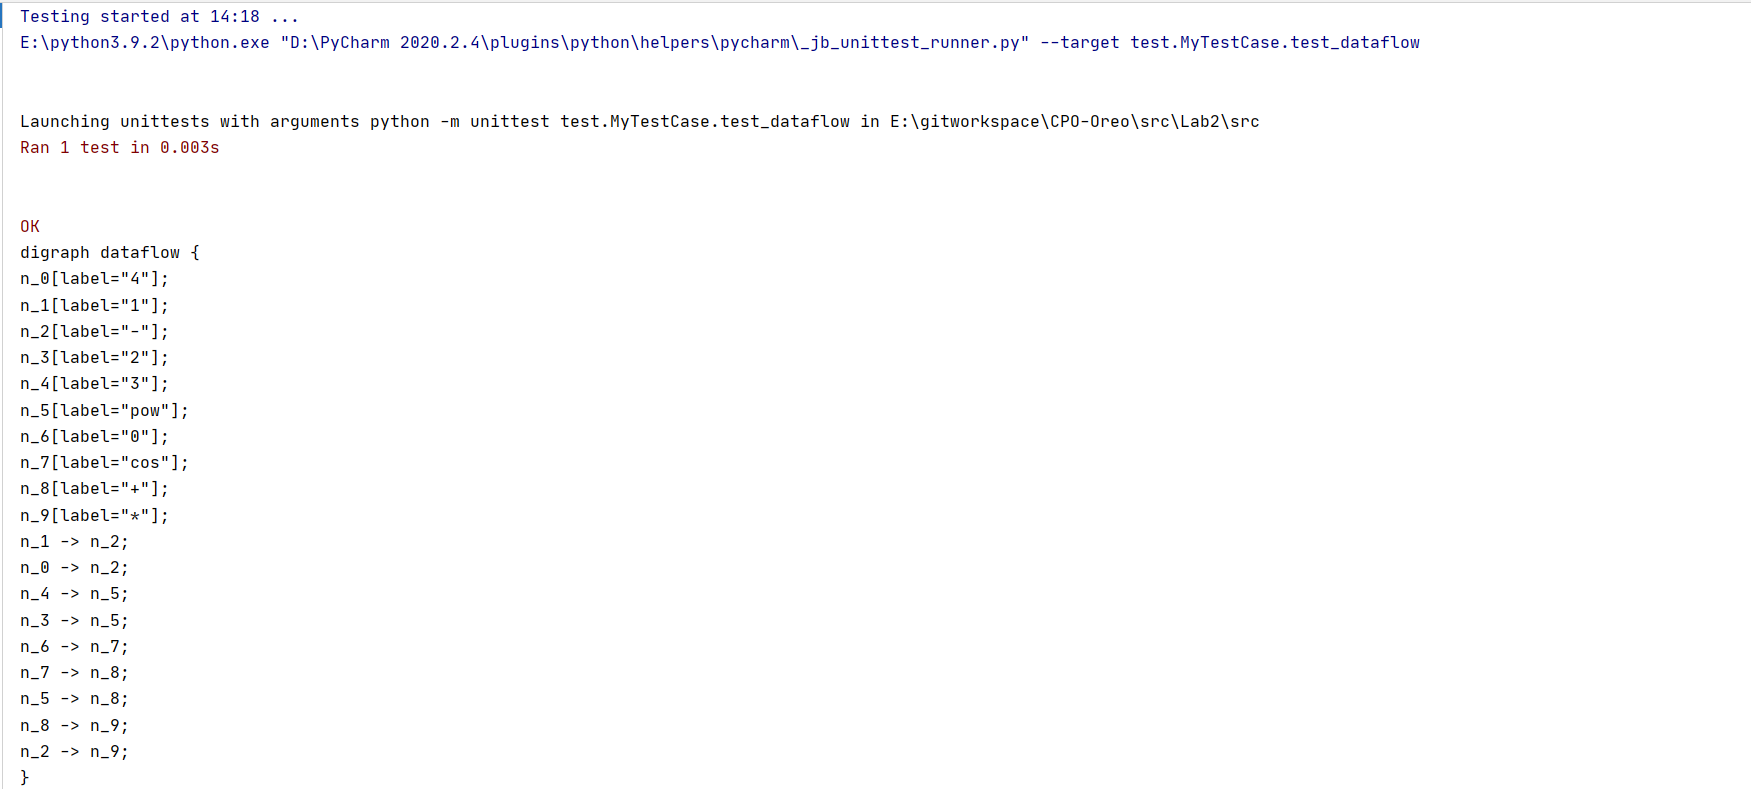 Testing started at 14:18 ...
E:\python3.9.2\python.exe "D:\PyCharm 2020.2.4\plugins\python\helpers\pycharm\_jb_unittest_runner.py" --target test.MyTestCase.test_dataflow
Launching unittests with arguments python -m unittest test.MyTestCase.test_dataflow in E:\gitworkspace\CPO-Oreo\src\Lab2\src
Ran 1 test in 0.003s
OK
digraph dataflow {
n_0[label="4"];
n_1[label="1"];
n_2[label="-"];
n_3[label="2"];
n_4[label="3"];
n_5[label="pow"];
n_6[label="0"];
n_7[label="cos"];
n_8[label="+"];
n_9[label="*"];
n_1 -> n_2;
n_0 -> n_2;
n_4 -> n_5;
n_3 -> n_5;
n_6 -> n_7;
n_7 -> n_8;
n_5 -> n_8;
n_8 -> n_9;
n_2 -> n_9;
}